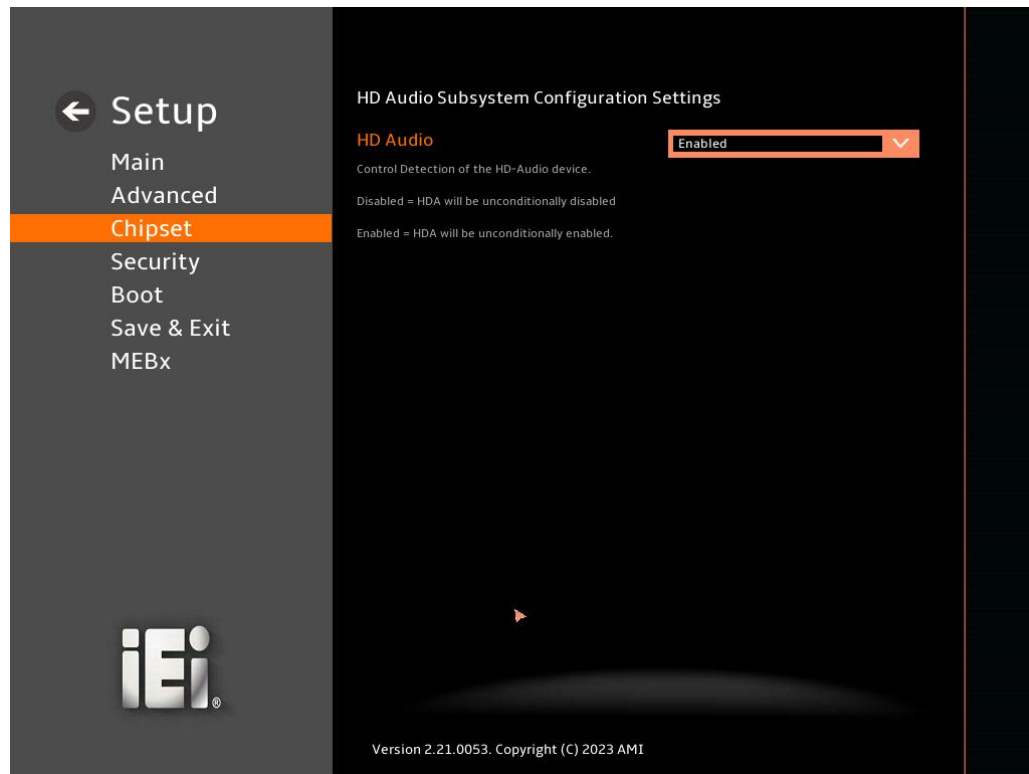 Setup
Main
Advanced
Chipset
Security
Boot
Save & Exit
MEBx
iEi®
HD Audio Subsystem Configuration Settings
HD Audio
Enabled
Control Detection of the HD-Audio device.
Disabled = HDA will be unconditionally disabled
Enabled = HDA will be unconditionally enabled.
Version 2.21.0053. Copyright (C) 2023 AMI